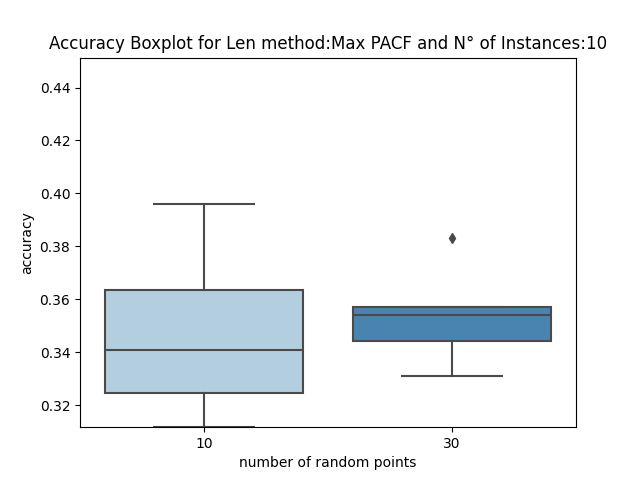 Accuracy Boxplot for Len method:Max PACF and N° of Instances:10
0.44
0.42
0.40
0.38
0.36
0.34
0.32
accuracy
10 30
number of random points